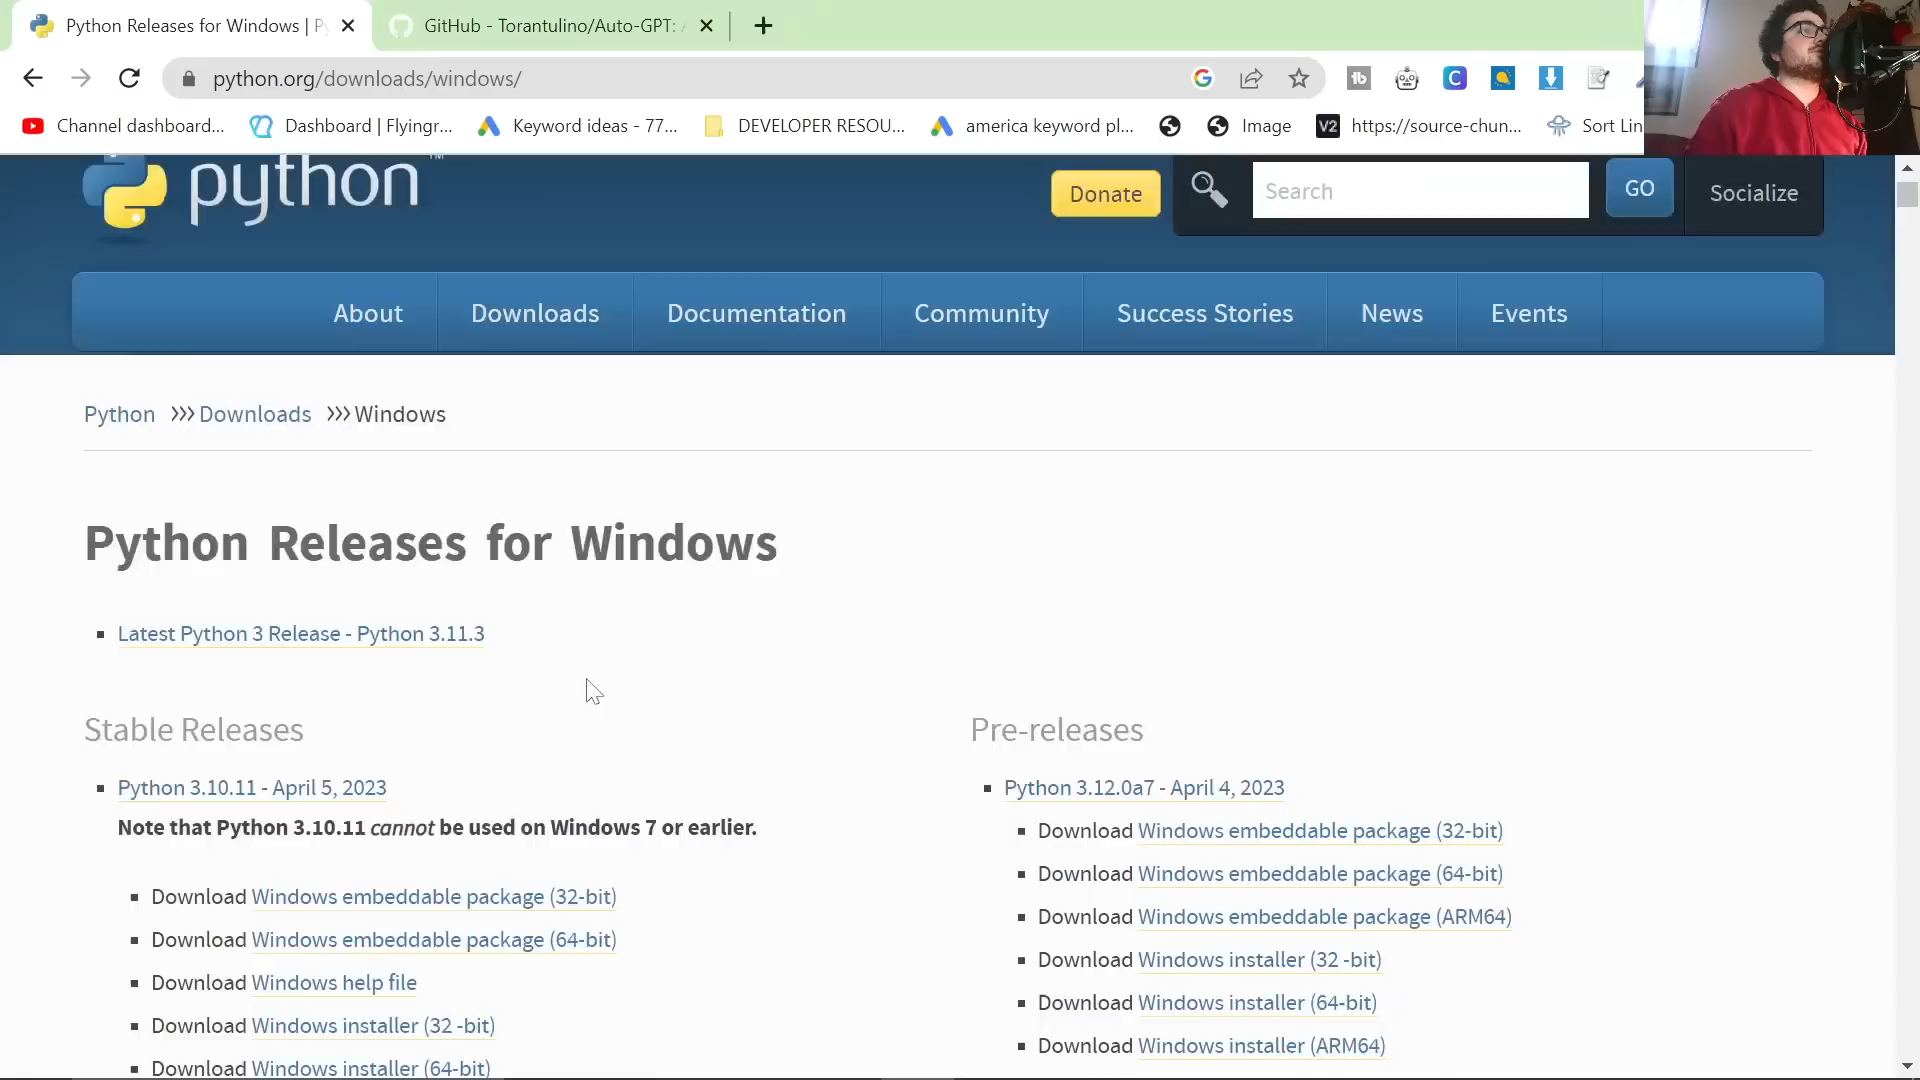 Python Releases for Windows | Py
GitHub - Torantulino/Auto-GPT: A
python.org/downloads/windows/
Channel dashboard...
Dashboard | Flyingr...
Keyword ideas - 77...
DEVELOPER RESOU...
america keyword pl...
Image
V2
https://source-chun...
Sort Lin
python
TM
Donate
Search
GO
Socialize
About
Downloads
Documentation
Community
Success Stories
News
Events
Python >>> Downloads >>> Windows
Python Releases for Windows
Latest Python 3 Release - Python 3.11.3
Stable Releases
Python 3.10.11 - April 5, 2023
Note that Python 3.10.11 cannot be used on Windows 7 or earlier.
Download Windows embeddable package (32-bit)
Download Windows embeddable package (64-bit)
Download Windows help file
Download Windows installer (32 -bit)
Download Windows installer (64-bit)
Pre-releases
Python 3.12.0a7 - April 4, 2023
Download Windows embeddable package (32-bit)
Download Windows embeddable package (64-bit)
Download Windows embeddable package (ARM64)
Download Windows installer (32 -bit)
Download Windows installer (64-bit)
Download Windows installer (ARM64)